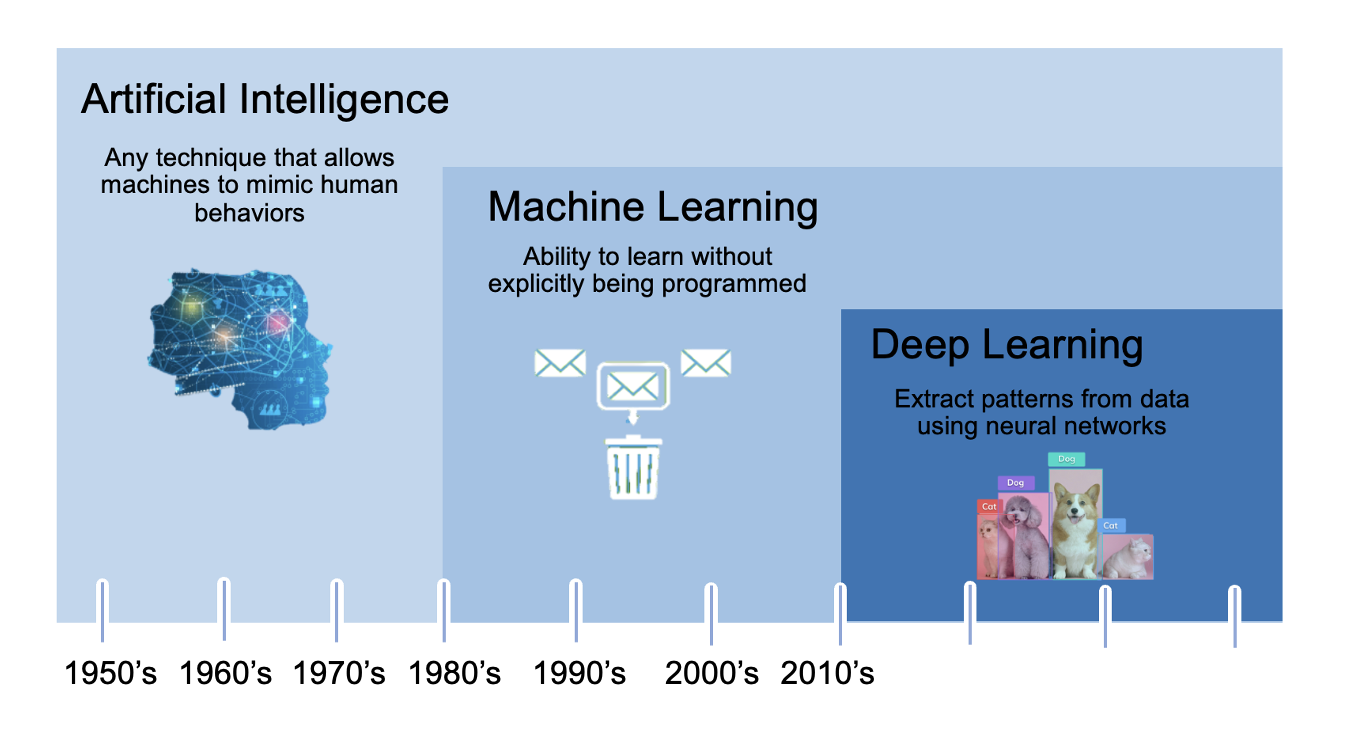 Artificial Intelligence
Any technique that allows
machines to mimic human
behaviors
Machine Learning
Ability to learn without
explicitly being programmed
Deep Learning
Extract patterns from data
using neural networks
Dog
Dog
Cat
Cat
1950’s 1960’s 1970’s 1980’s 1990’s 2000’s 2010’s